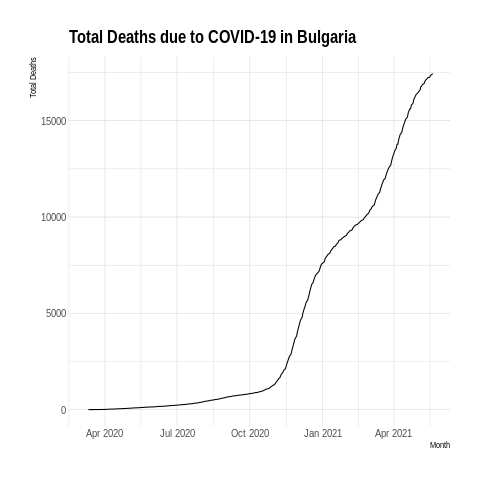 Total Deaths due to COVID-19 in Bulgaria
Total Deaths
15000
10000
5000
0
Apr 2020 Jul 2020 Oct 2020 Jan 2021 Apr 2021
Month